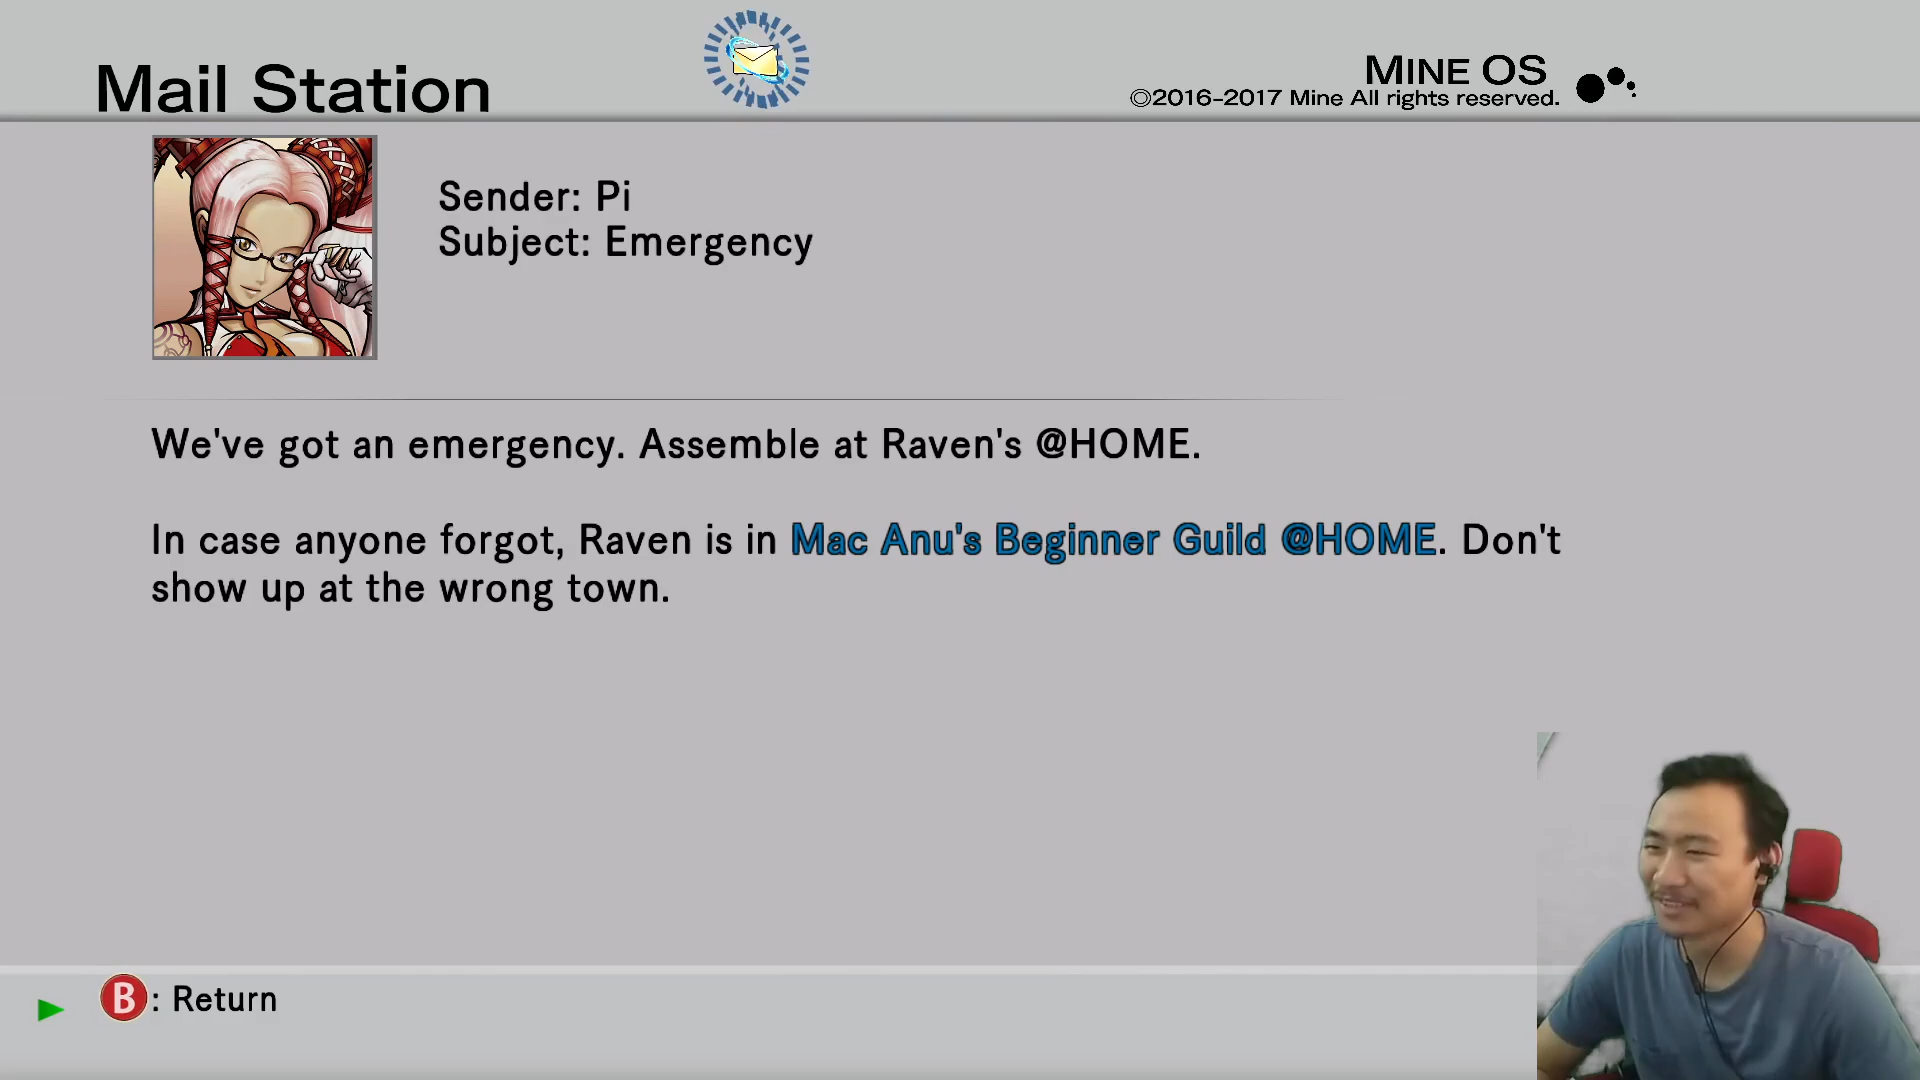 Mail Station
MINE OS
©2016-2017 Mine All rights reserved.
Sender: Pi
Subject: Emergency
We've got an emergency. Assemble at Raven's @HOME.
In case anyone forgot, Raven is in Mac Anu's Beginner Guild @HOME. Don't
show up at the wrong town.
B: Return